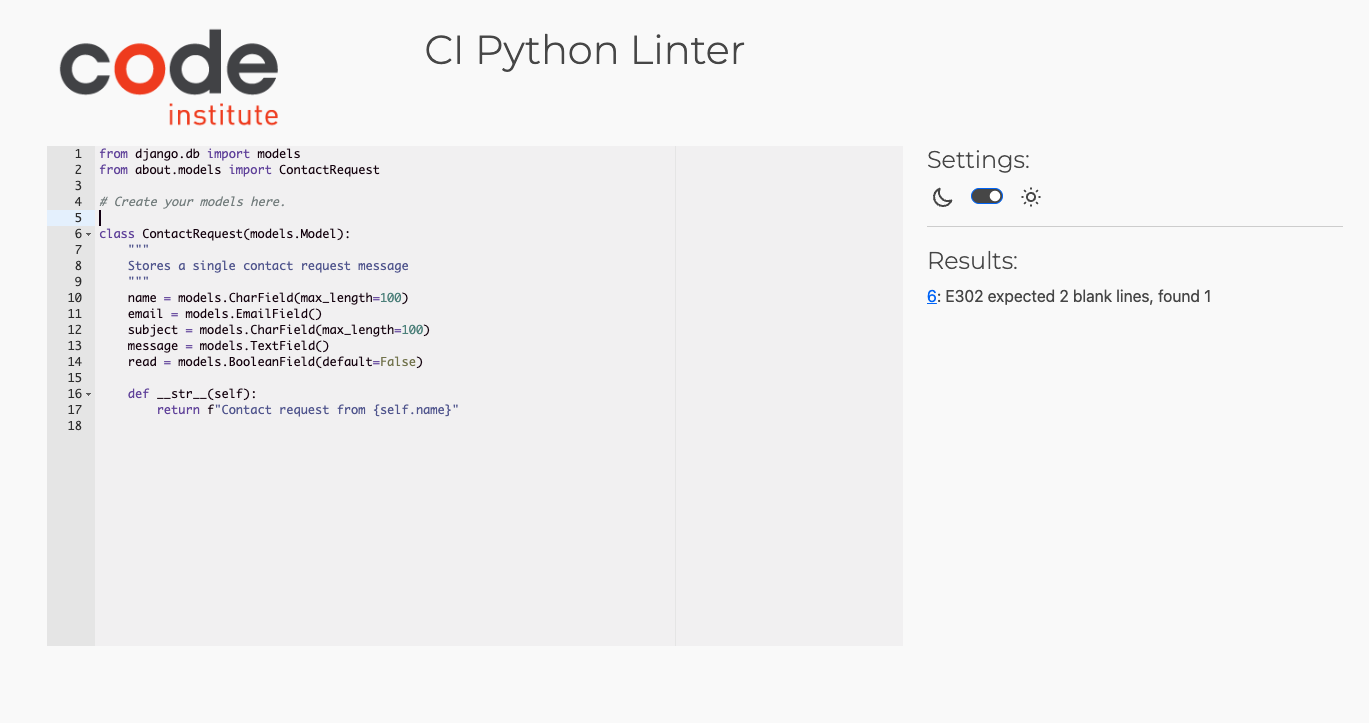 code
institute
CI Python Linter
1 from django.db import models
2 from about.models import ContactRequest
3
4 # Create your models here.
5
6 class ContactRequest(models.Model):
7     """
8     Stores a single contact request message
9     """
10     name = models.CharField(max_length=100)
11     email = models.EmailField()
12     subject = models.CharField(max_length=100)
13     message = models.TextField()
14     read = models.BooleanField(default=False)
15
16     def __str__(self):
17         return f"Contact request from {self.name}"
18
Settings:
Results:
6: E302 expected 2 blank lines, found 1